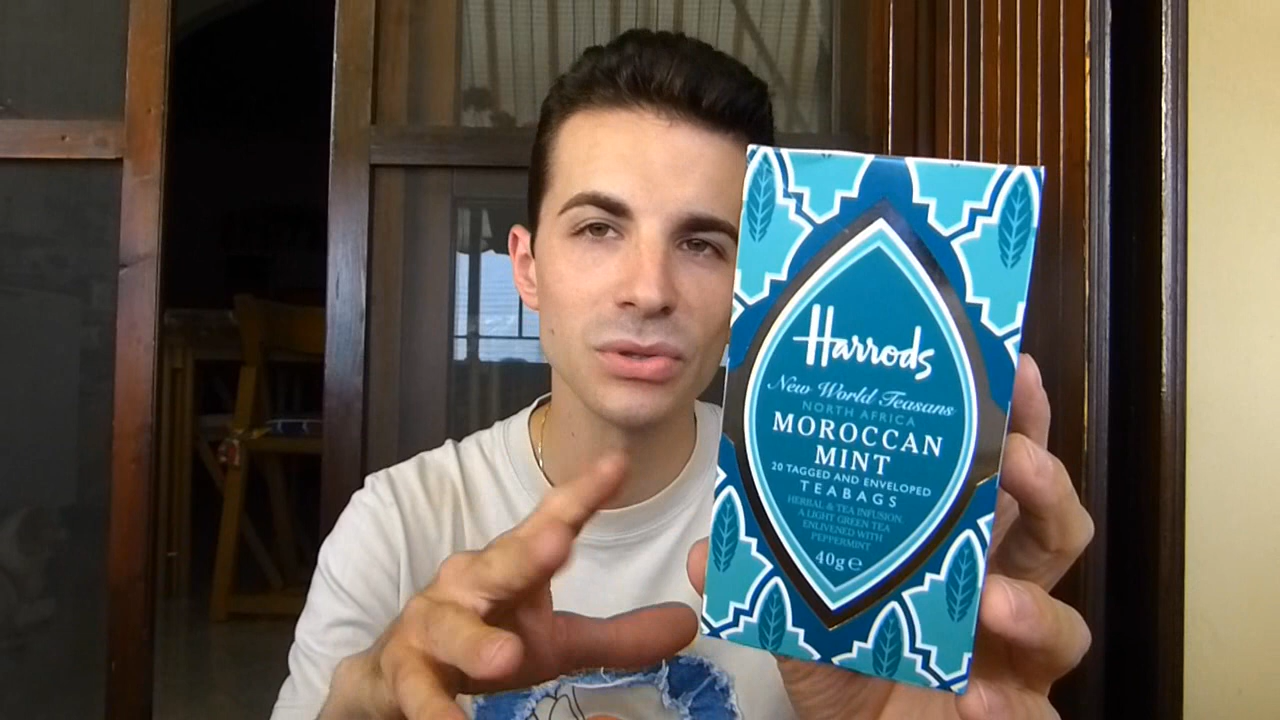 Harrods
New World Teasans
NORTH AFRICA
MOROCCAN
MINT
20 TAGGED AND ENVELOPED
TEABAGS
HERBAL & TEA INFUSION.
A LIGHT GREEN TEA
ENLIVENED WITH
PEPPERMINT
40g e